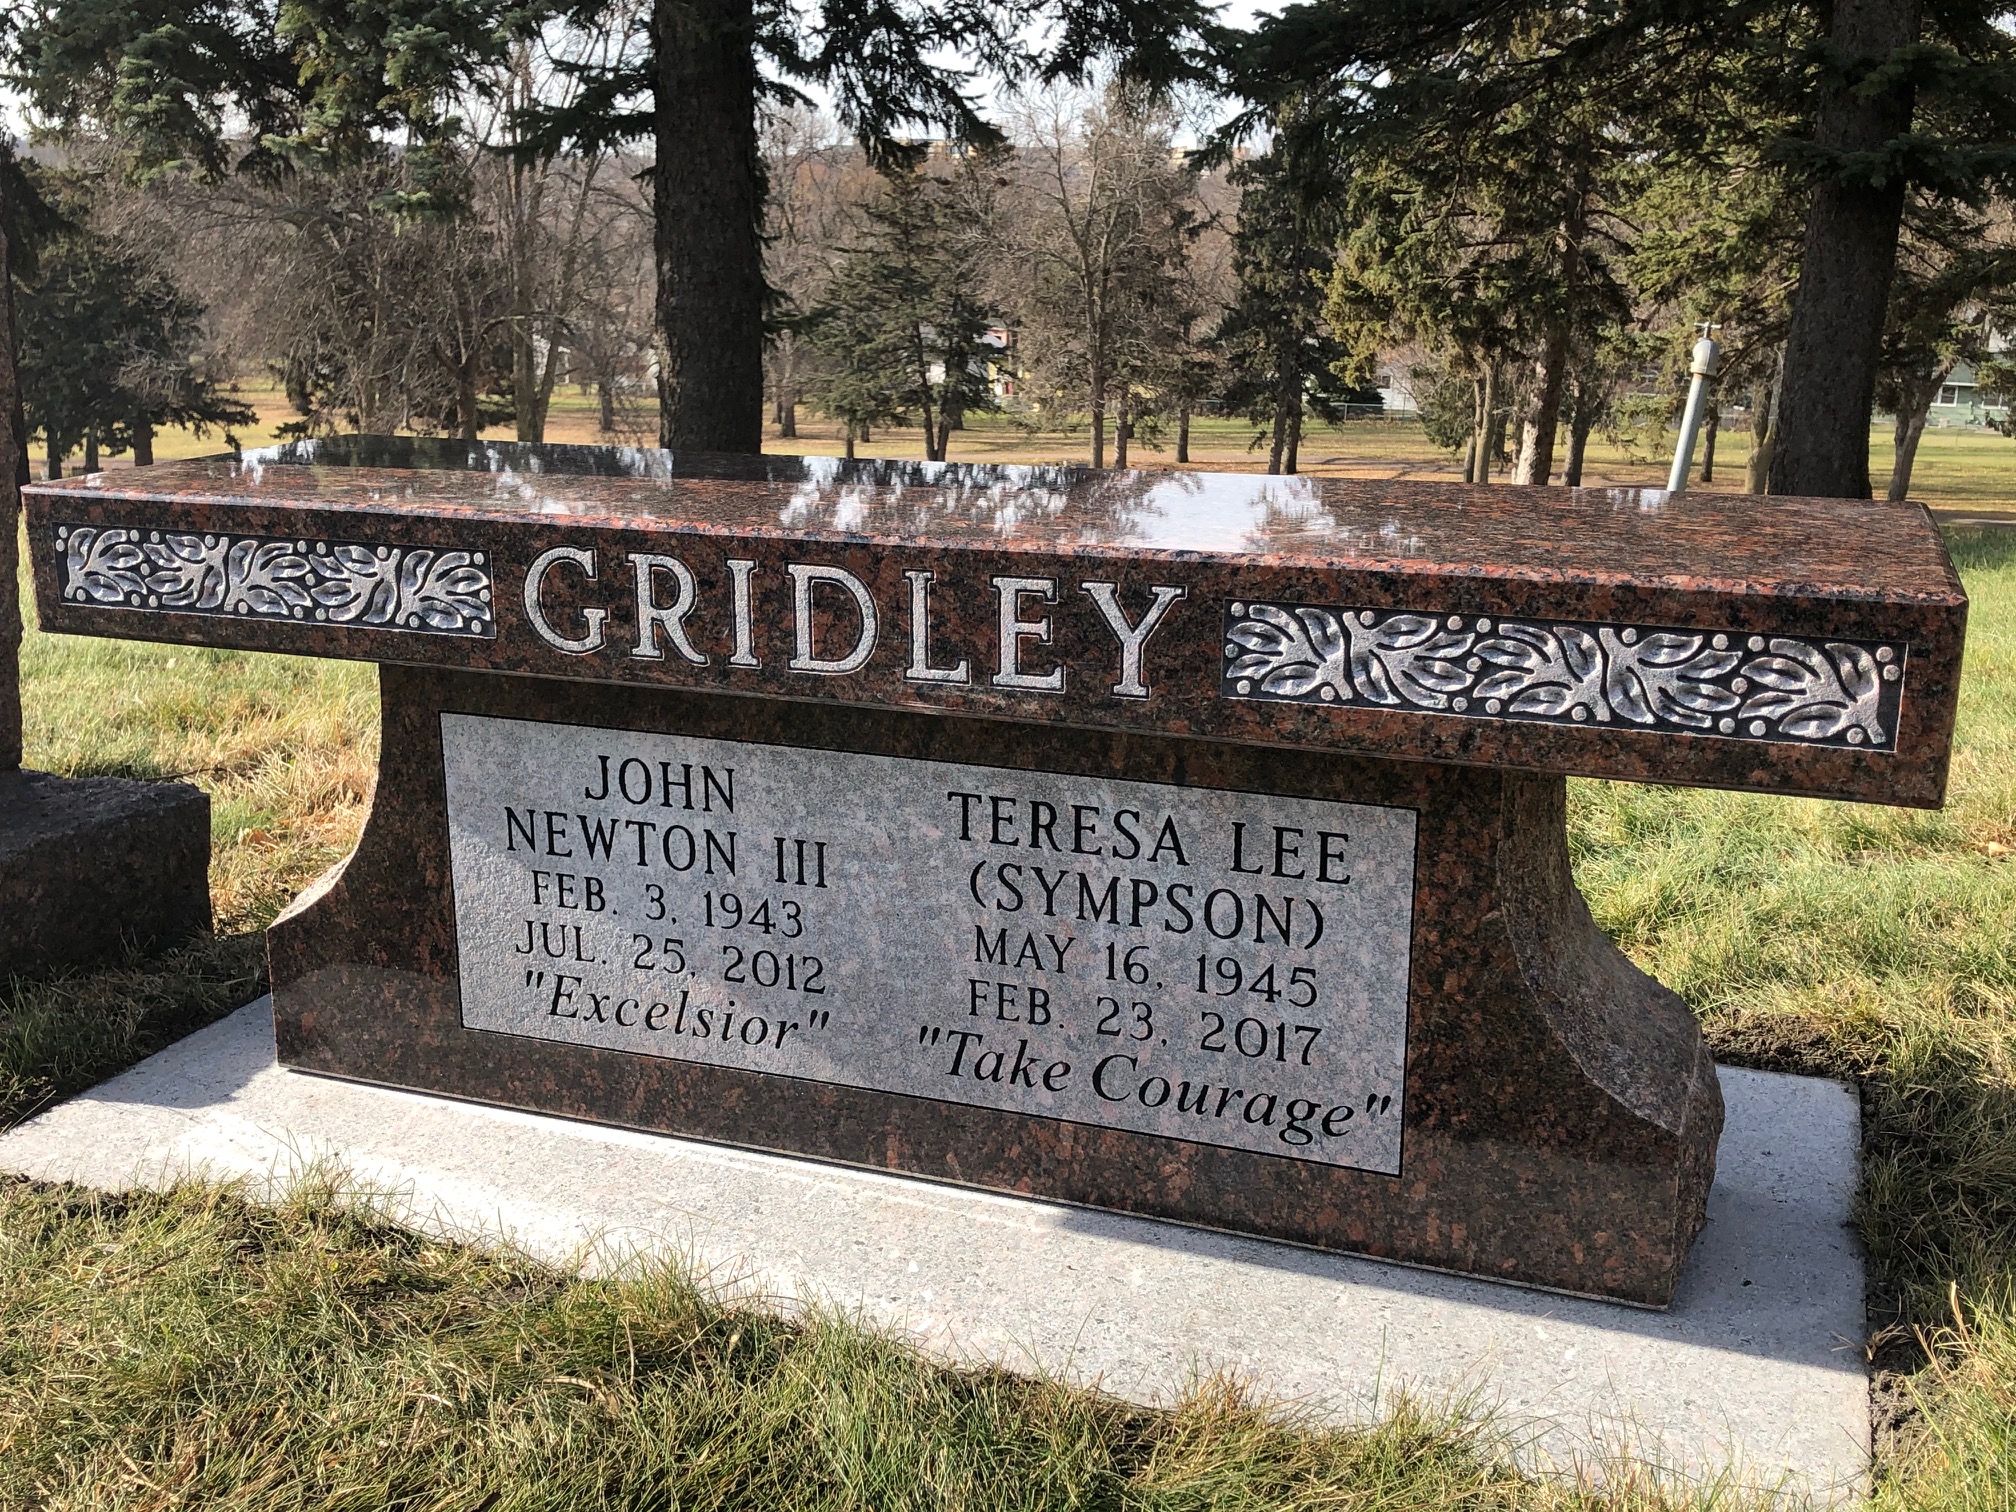 GRIDLEY
JOHN
NEWTON III
FEB. 3, 1943
JUL. 25, 2012
"Excelsior"
TERESA LEE
(SYMPSON)
MAY 16, 1945
FEB. 23, 2017
"Take Courage"